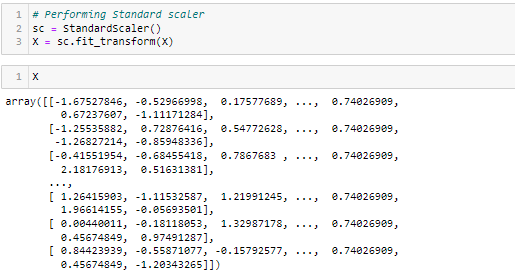 1 # Performing Standard scaler
2 sc = StandardScaler()
3 X = sc.fit_transform(X)
1 X
array([[-1.67527846, -0.52966998,  0.17577689, ...,  0.74026909,
         0.67237607, -1.11171284],
       [-1.25535882,  0.72876416,  0.54772628, ...,  0.74026909,
        -1.26827214, -0.85948336],
       [-0.41551954, -0.68455418,  0.7867683 , ...,  0.74026909,
         2.18176913,  0.51631381],
       ...,
       [ 1.26415903, -1.11532587,  1.21991245, ...,  0.74026909,
         1.96614155, -0.05693501],
       [ 0.00440011, -0.18118053,  1.32987178, ...,  0.74026909,
         0.45674849,  0.97491287],
       [ 0.84423939, -0.55871077, -0.15792577, ...,  0.74026909,
         0.45674849, -1.20343265]])